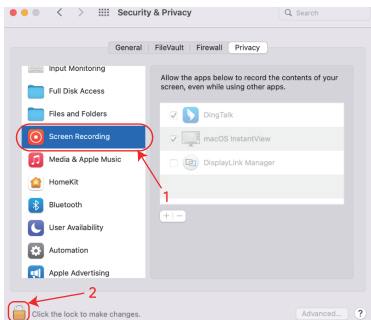 Security & Privacy
Search
General FileVault Firewall Privacy
Input Monitoring
Full Disk Access
Files and Folders
Screen Recording
Media & Apple Music
HomeKit
Bluetooth
User Availability
Automation
Apple Advertising
Allow the apps below to record the contents of your
screen, even while using other apps.
DingTalk
macOS InstantView
DisplayLink Manager
+ −
1
2
Click the lock to make changes.
Advanced... ?